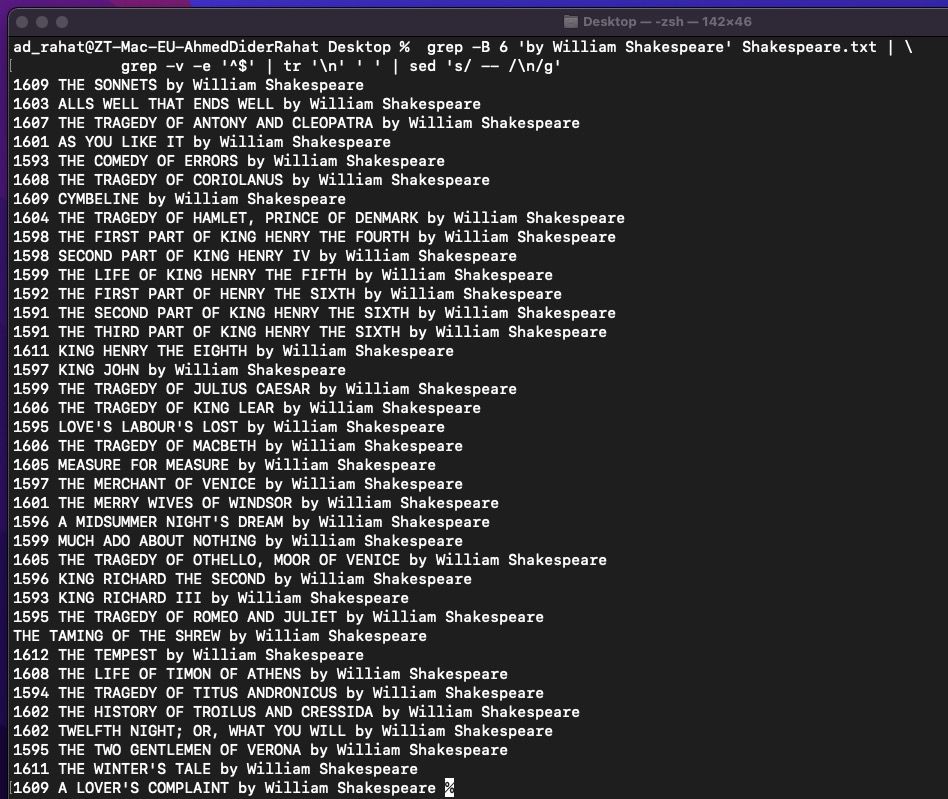 Desktop — -zsh — 142×46
ad_rahat@ZT-Mac-EU-AhmedDiderRahat Desktop % grep -B 6 'by William Shakespeare' Shakespeare.txt | \
[ grep -v -e '^$' | tr '\n' ' ' | sed 's/ -- /\n/g'
1609 THE SONNETS by William Shakespeare
1603 ALLS WELL THAT ENDS WELL by William Shakespeare
1607 THE TRAGEDY OF ANTONY AND CLEOPATRA by William Shakespeare
1601 AS YOU LIKE IT by William Shakespeare
1593 THE COMEDY OF ERRORS by William Shakespeare
1608 THE TRAGEDY OF CORIOLANUS by William Shakespeare
1609 CYMBELINE by William Shakespeare
1604 THE TRAGEDY OF HAMLET, PRINCE OF DENMARK by William Shakespeare
1598 THE FIRST PART OF KING HENRY THE FOURTH by William Shakespeare
1598 SECOND PART OF KING HENRY IV by William Shakespeare
1599 THE LIFE OF KING HENRY THE FIFTH by William Shakespeare
1592 THE FIRST PART OF HENRY THE SIXTH by William Shakespeare
1591 THE SECOND PART OF KING HENRY THE SIXTH by William Shakespeare
1591 THE THIRD PART OF KING HENRY THE SIXTH by William Shakespeare
1611 KING HENRY THE EIGHTH by William Shakespeare
1597 KING JOHN by William Shakespeare
1599 THE TRAGEDY OF JULIUS CAESAR by William Shakespeare
1606 THE TRAGEDY OF KING LEAR by William Shakespeare
1595 LOVE'S LABOUR'S LOST by William Shakespeare
1606 THE TRAGEDY OF MACBETH by William Shakespeare
1605 MEASURE FOR MEASURE by William Shakespeare
1597 THE MERCHANT OF VENICE by William Shakespeare
1601 THE MERRY WIVES OF WINDSOR by William Shakespeare
1596 A MIDSUMMER NIGHT'S DREAM by William Shakespeare
1599 MUCH ADO ABOUT NOTHING by William Shakespeare
1605 THE TRAGEDY OF OTHELLO, MOOR OF VENICE by William Shakespeare
1596 KING RICHARD THE SECOND by William Shakespeare
1593 KING RICHARD III by William Shakespeare
1595 THE TRAGEDY OF ROMEO AND JULIET by William Shakespeare
THE TAMING OF THE SHREW by William Shakespeare
1612 THE TEMPEST by William Shakespeare
1608 THE LIFE OF TIMON OF ATHENS by William Shakespeare
1594 THE TRAGEDY OF TITUS ANDRONICUS by William Shakespeare
1602 THE HISTORY OF TROILUS AND CRESSIDA by William Shakespeare
1602 TWELFTH NIGHT; OR, WHAT YOU WILL by William Shakespeare
1595 THE TWO GENTLEMEN OF VERONA by William Shakespeare
1611 THE WINTER'S TALE by William Shakespeare
[1609 A LOVER'S COMPLAINT by William Shakespeare %